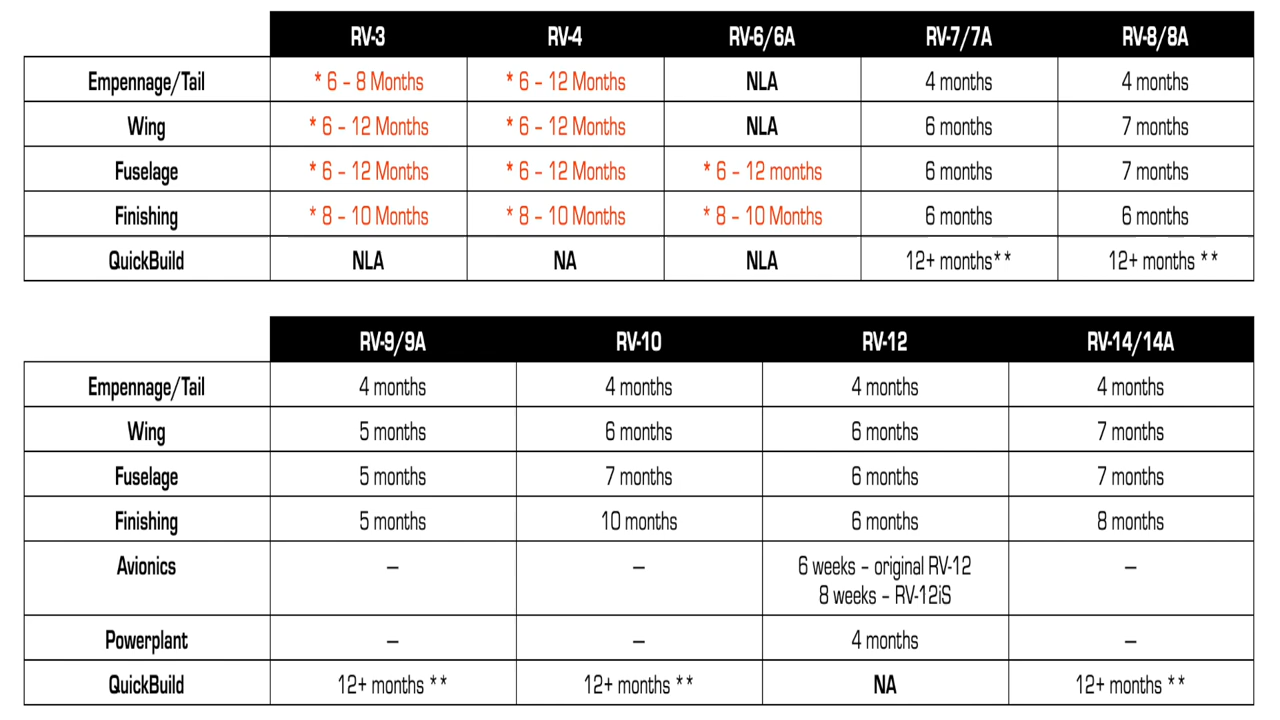 RV-3 RV-4 RV-6/6A RV-7/7A RV-8/8A
Empennage/Tail * 6 - 8 Months * 6 - 12 Months NLA 4 months 4 months
Wing * 6 - 12 Months * 6 - 12 Months NLA 6 months 7 months
Fuselage * 6 - 12 Months * 6 - 12 Months * 6 - 12 months 6 months 7 months
Finishing * 8 - 10 Months * 8 - 10 Months * 8 - 10 Months 6 months 6 months
QuickBuild NLA NA NLA 12+ months** 12+ months **
RV-9/9A RV-10 RV-12 RV-14/14A
Empennage/Tail 4 months 4 months 4 months 4 months
Wing 5 months 6 months 6 months 7 months
Fuselage 5 months 7 months 6 months 7 months
Finishing 5 months 10 months 6 months 8 months
Avionics – – 6 weeks - original RV-12 –
8 weeks - RV-12iS
Powerplant – – 4 months –
QuickBuild 12+ months ** 12+ months ** NA 12+ months **